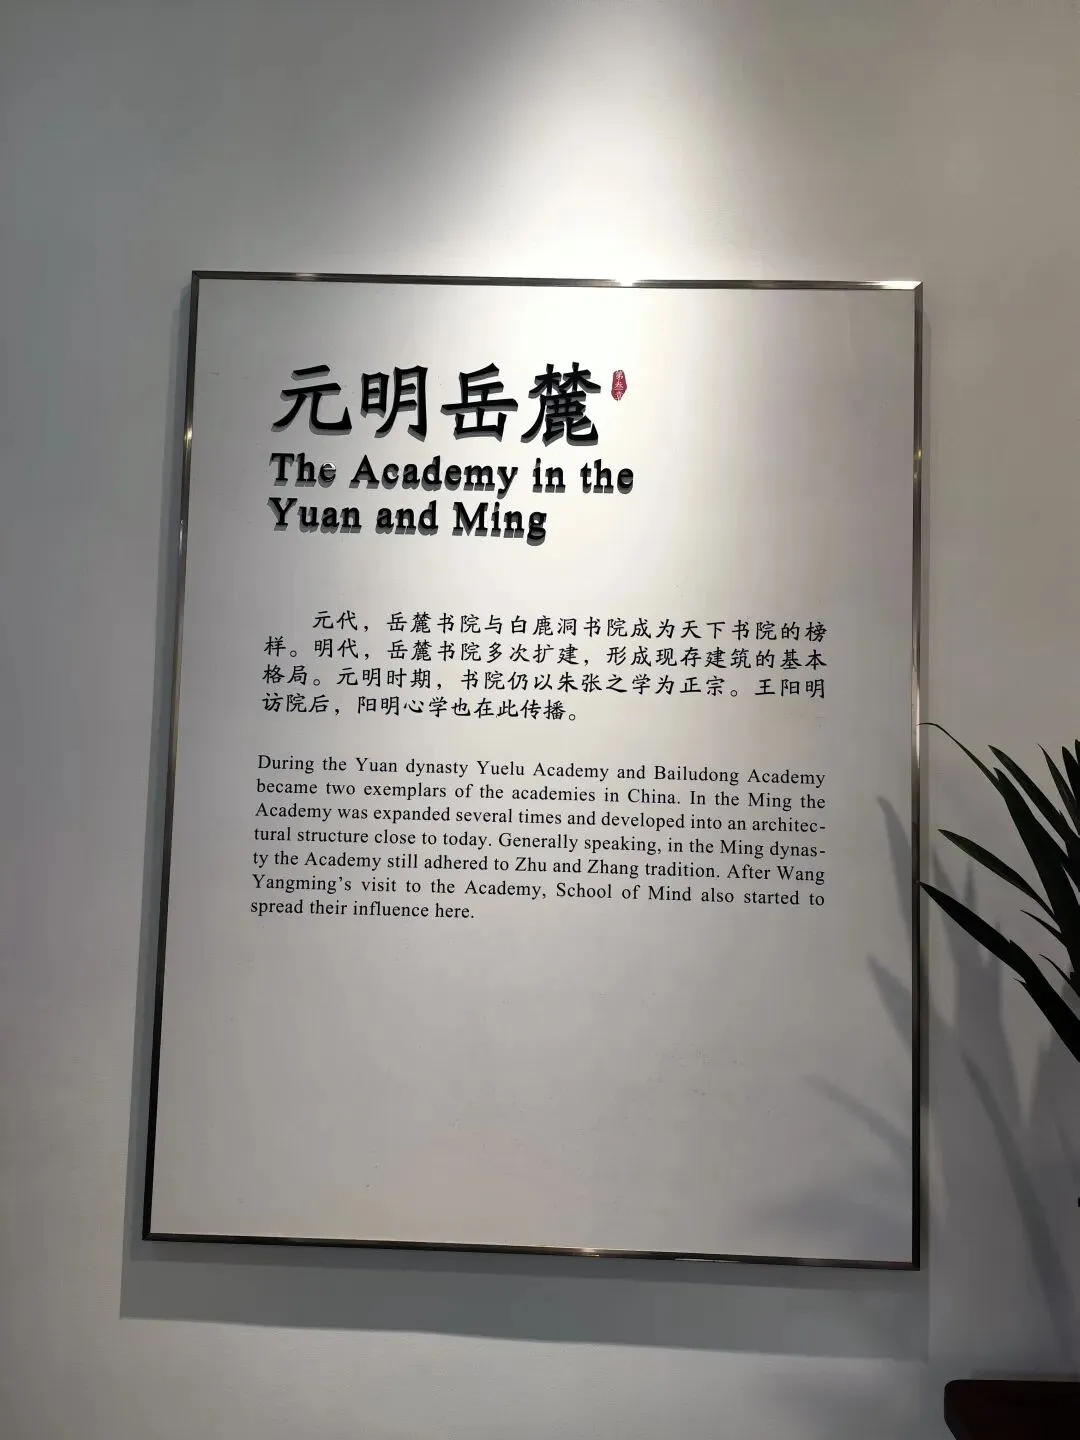 元明岳麓
第叁章
The Academy in the
Yuan and Ming
元代，岳麓书院与白鹿洞书院成为天下书院的榜
样。明代，岳麓书院多次扩建，形成现存建筑的基本
格局。元明时期，书院仍以朱张之学为正宗。王阳明
访院后，阳明心学也在此传播。
During the Yuan dynasty Yuelu Academy and Bailudong Academy
became two exemplars of the academies in China. In the Ming the
Academy was expanded several times and developed into an architec-
tural structure close to today. Generally speaking, in the Ming dynas-
ty the Academy still adhered to Zhu and Zhang tradition. After Wang
Yangming’s visit to the Academy, School of Mind also started to
spread their influence here.